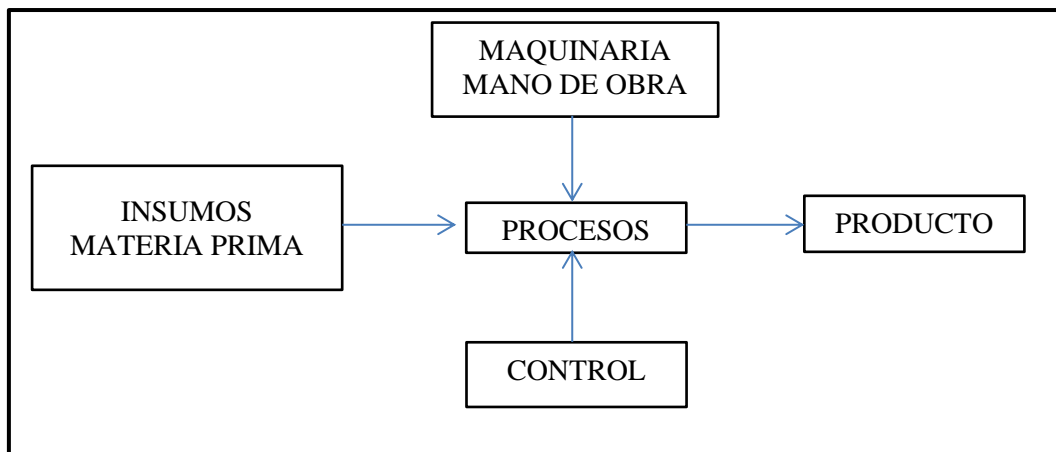 MAQUINARIA
MANO DE OBRA
INSUMOS
MATERIA PRIMA
PROCESOS
PRODUCTO
CONTROL